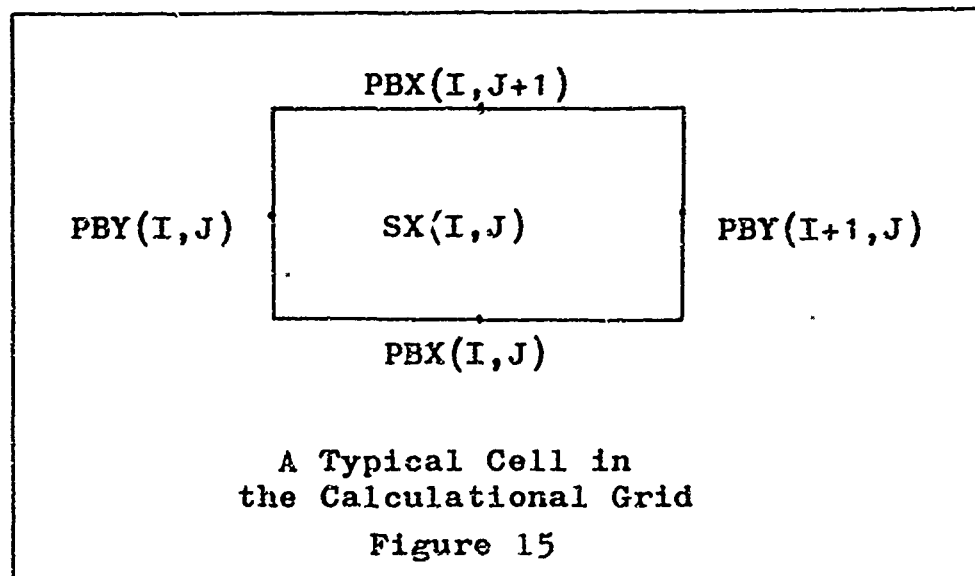 PBX(I,J+1)
PBY(I,J) SX(I,J) PBY(I+1,J)
PBX(I,J)
A Typical Cell in
the Calculational Grid
Figure 15